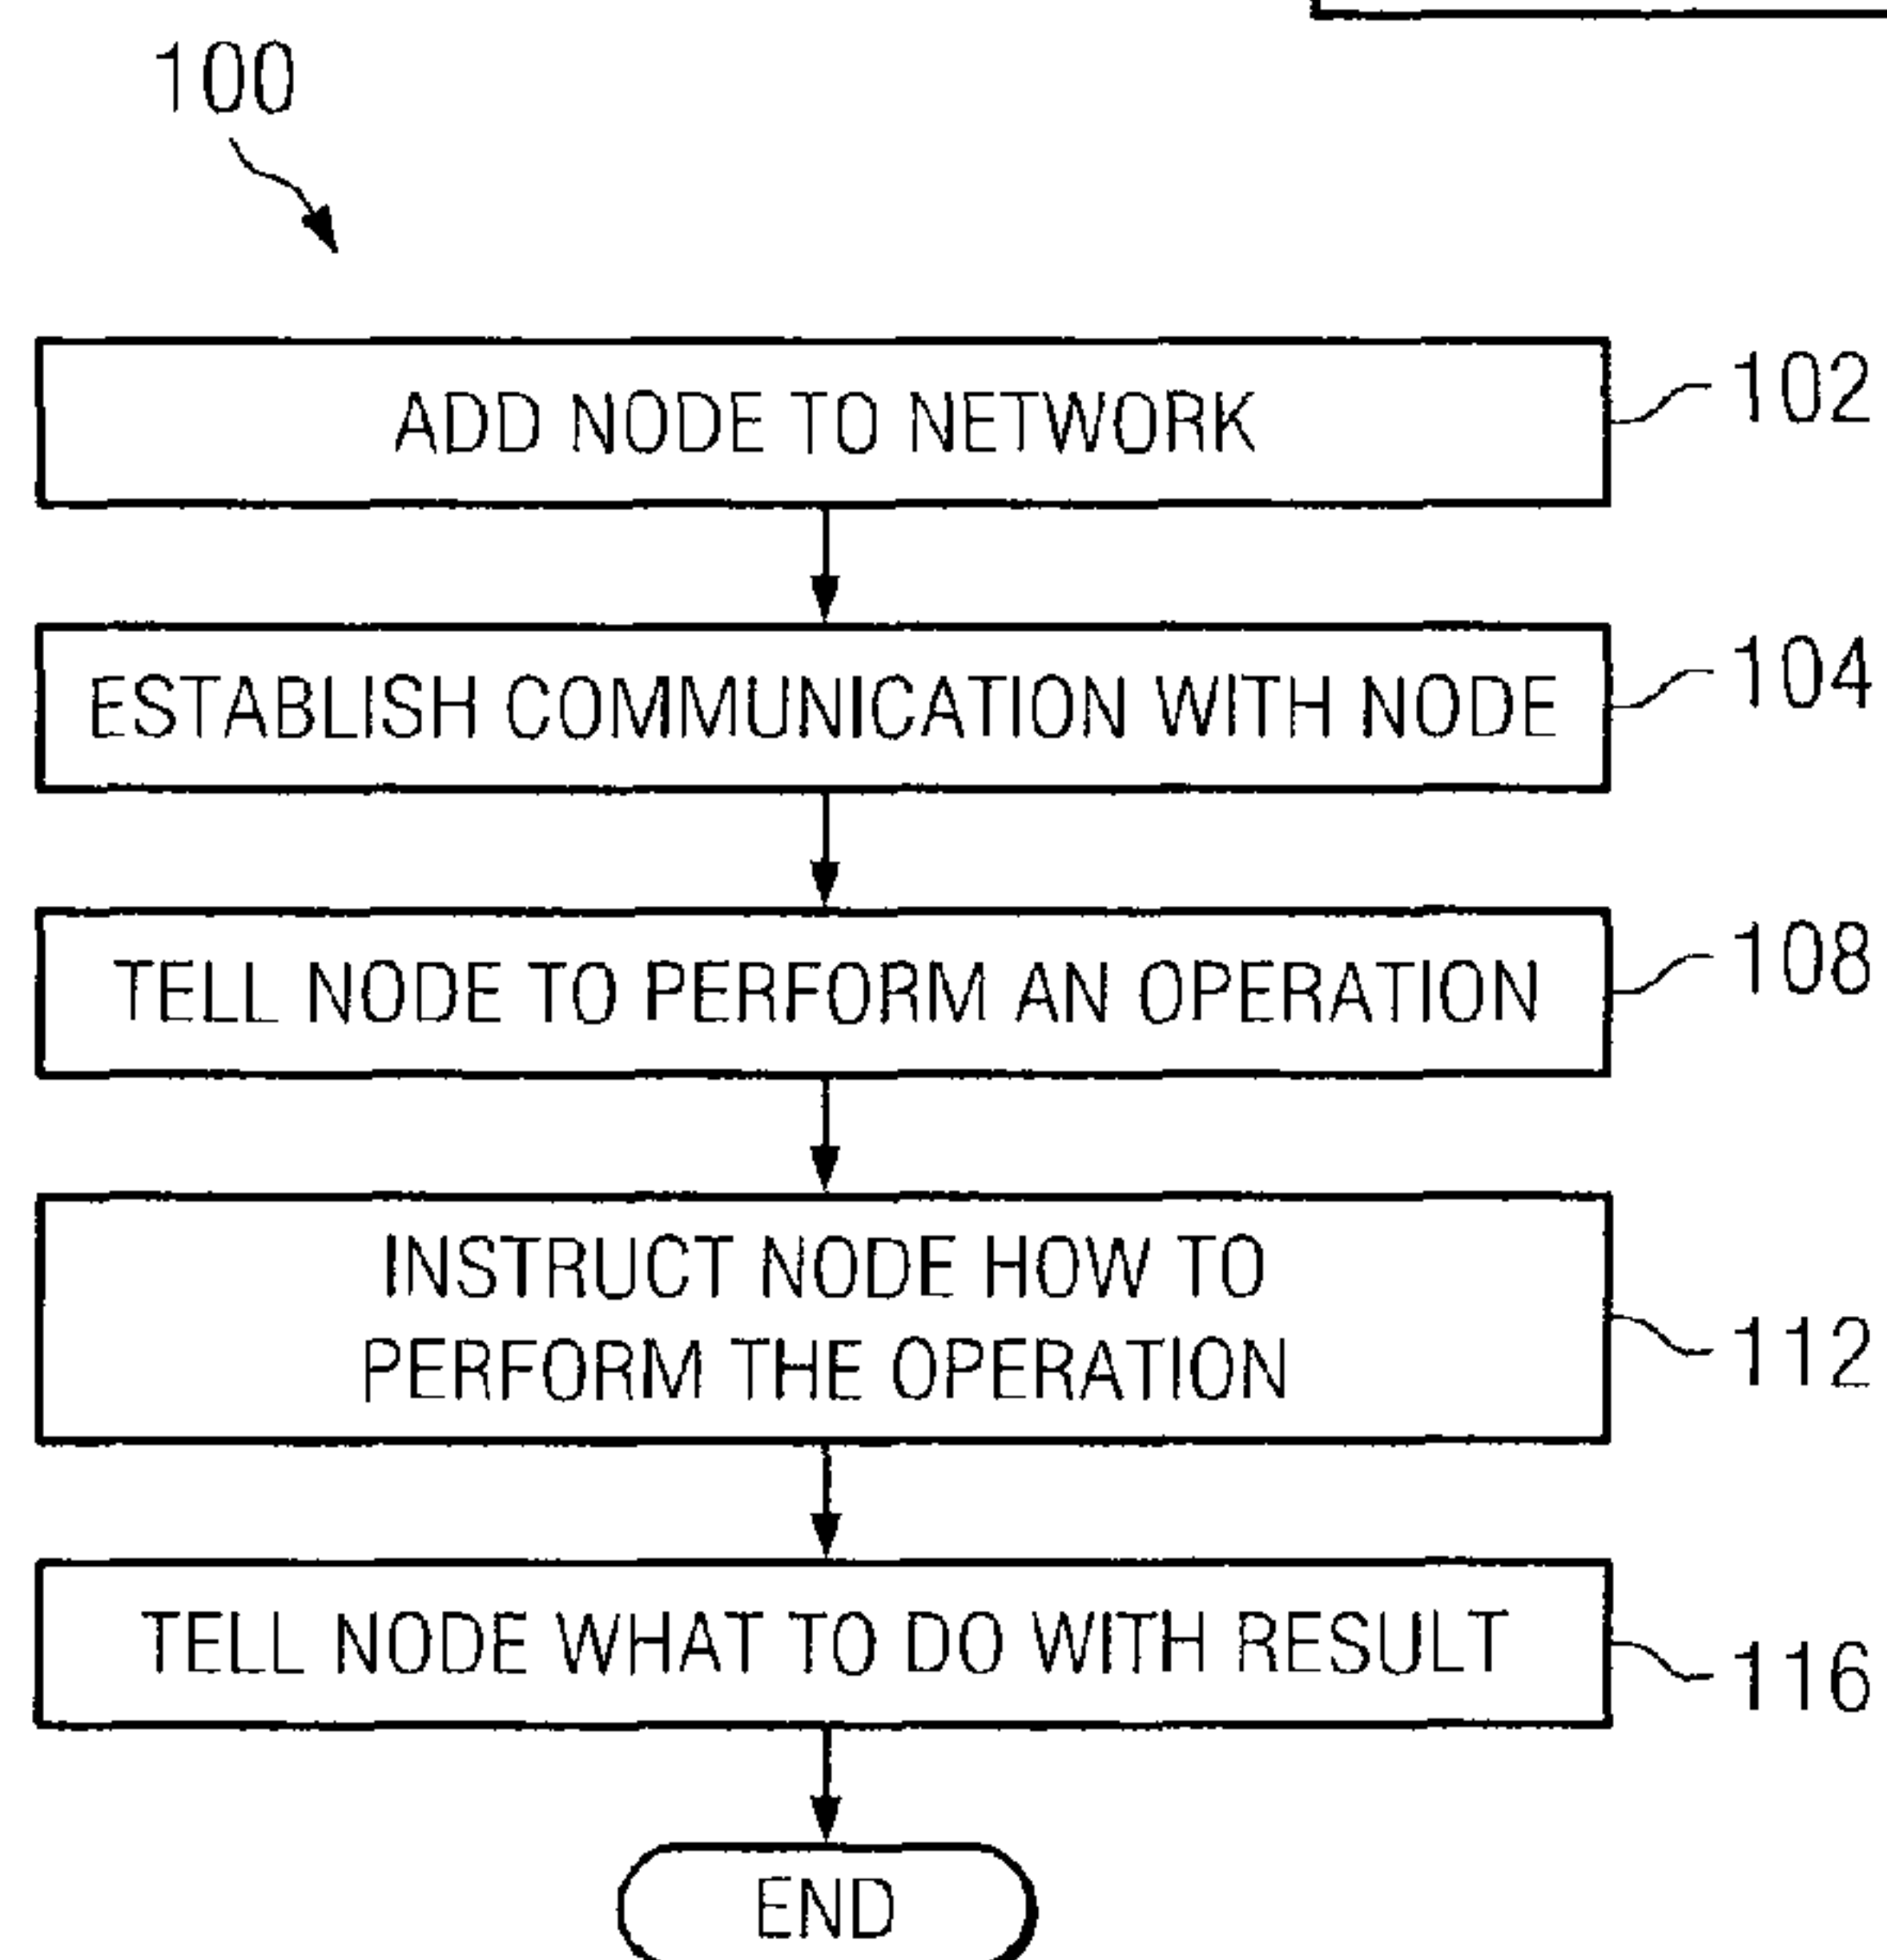 100
ADD NODE TO NETWORK
102
ESTABLISH COMMUNICATION WITH NODE
104
TELL NODE TO PERFORM AN OPERATION
108
INSTRUCT NODE HOW TO
PERFORM THE OPERATION
112
TELL NODE WHAT TO DO WITH RESULT
116
END